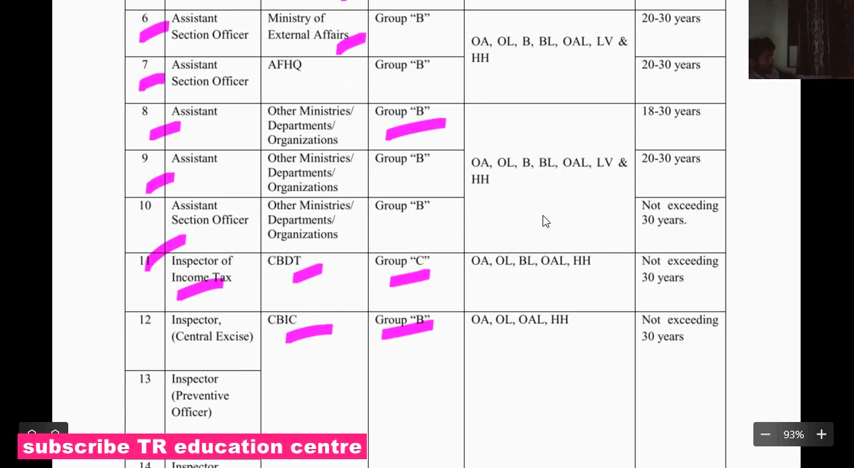 6 Assistant Ministry of Group “B” 20-30 years
Section Officer External Affairs
OA, OL, B, BL, OAL, LV &
HH
7 Assistant AFHQ Group “B” 20-30 years
Section Officer
8 Assistant Other Ministries/ Group “B” 18-30 years
Departments/
Organizations
9 Assistant Other Ministries/ Group “B” 20-30 years
Departments/
Organizations
OA, OL, B, BL, OAL, LV &
HH
10 Assistant Other Ministries/ Group “B” Not exceeding
Section Officer Departments/ 30 years.
Organizations
11 Inspector of CBDT Group “C” OA, OL, BL, OAL, HH Not exceeding
Income Tax 30 years
12 Inspector, CBIC Group “B” OA, OL, OAL, HH Not exceeding
(Central Excise) 30 years
13 Inspector
(Preventive
Officer)
14 Inspector
93%
subscribe TR education centre